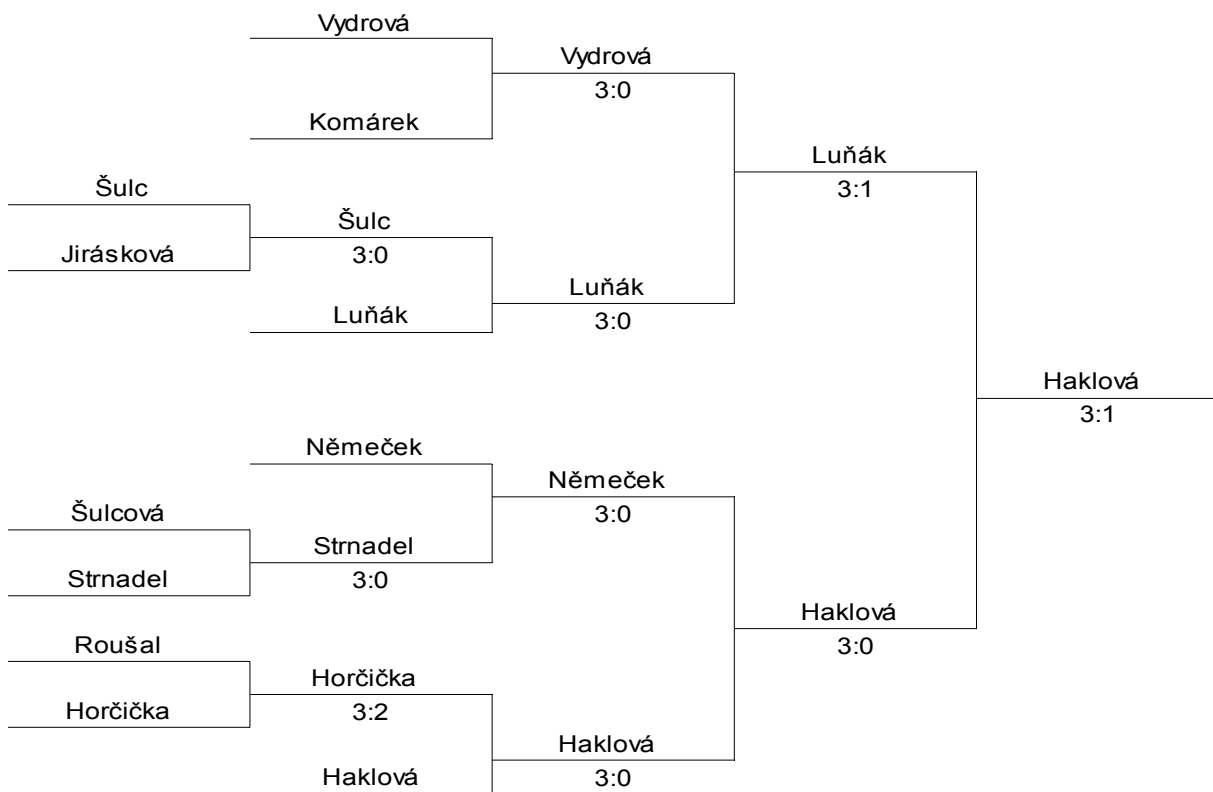 Vydrová
Vydrová
3:0
Komárek
Luňák
3:1
Šulc
Šulc
3:0
Jirásková
Luňák
3:0
Luňák
Haklová
3:1
Němeček
Němeček
3:0
Šulcová
Strnadel
3:0
Strnadel
Haklová
3:0
Roušal
Horčička
3:2
Horčička
Haklová
3:0
Haklová